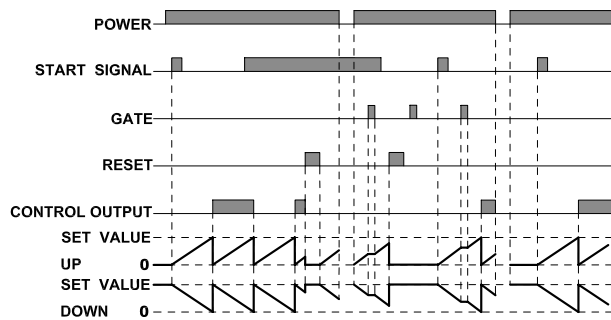 POWER
START SIGNAL
GATE
RESET
CONTROL OUTPUT
SET VALUE
UP 0
SET VALUE
DOWN 0